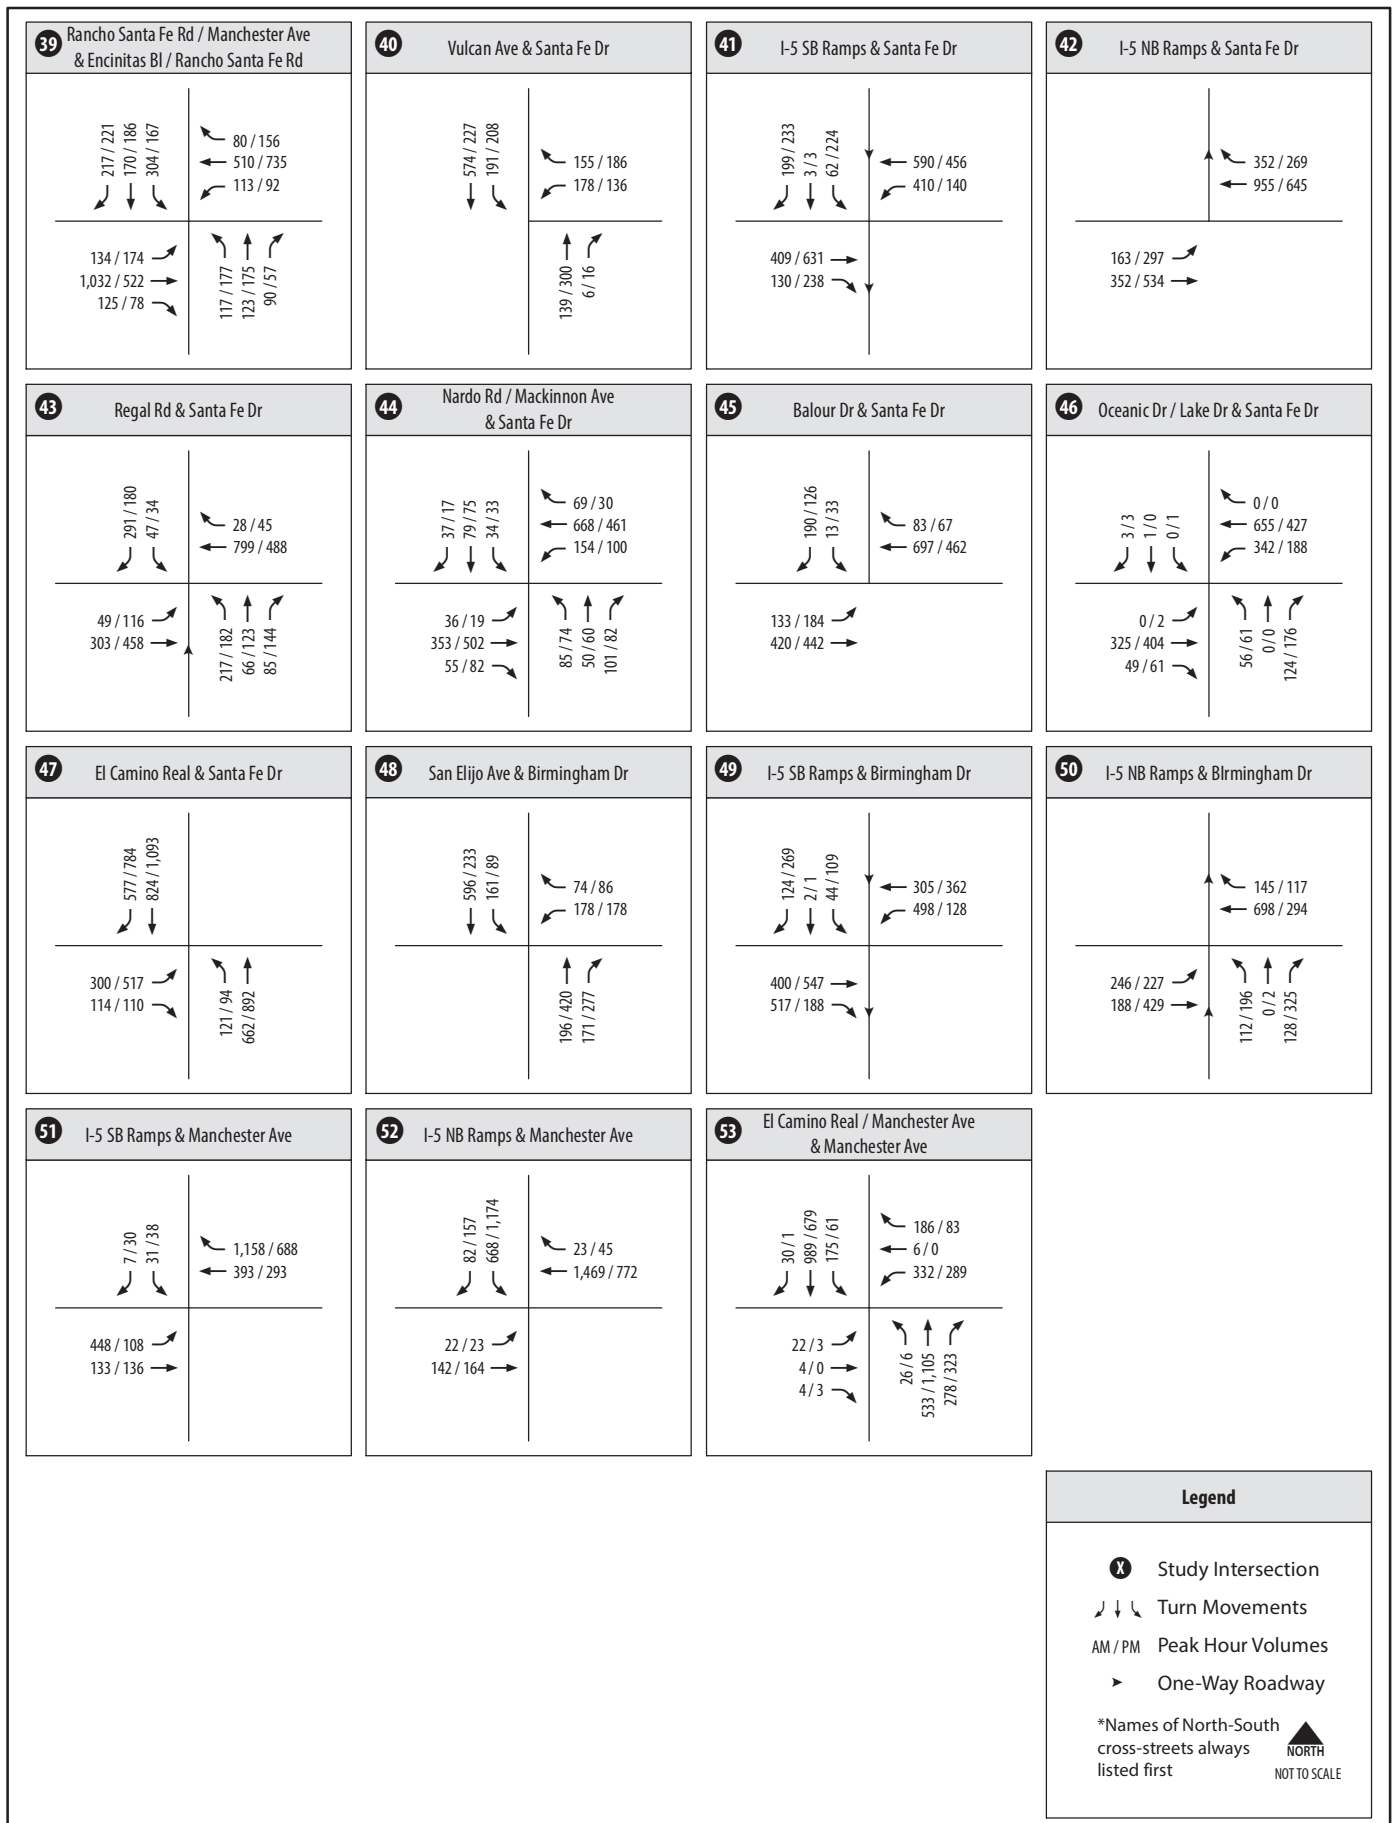 39
Rancho Santa Fe Rd / Manchester Ave
& Encinitas Bl / Rancho Santa Fe Rd
217 / 221
170 / 186
304 / 167
80 / 156
510 / 735
113 / 92
134 / 174
1,032 / 522
125 / 78
117 / 177
123 / 175
90 / 57
40
Vulcan Ave & Santa Fe Dr
574 / 227
191 / 208
155 / 186
178 / 136
139 / 300
6 / 16
41
I-5 SB Ramps & Santa Fe Dr
199 / 233
3 / 3
62 / 224
590 / 456
410 / 140
409 / 631
130 / 238
42
I-5 NB Ramps & Santa Fe Dr
352 / 269
955 / 645
163 / 297
352 / 534
43
Regal Rd & Santa Fe Dr
291 / 180
47 / 34
28 / 45
799 / 488
49 / 116
303 / 458
217 / 182
66 / 123
85 / 144
44
Nardo Rd / Mackinnon Ave
& Santa Fe Dr
37 / 17
79 / 75
34 / 33
69 / 30
668 / 461
154 / 100
36 / 19
353 / 502
55 / 82
85 / 74
50 / 60
101 / 82
45
Balour Dr & Santa Fe Dr
190 / 126
13 / 33
83 / 67
697 / 462
133 / 184
420 / 442
46
Oceanic Dr / Lake Dr & Santa Fe Dr
3 / 3
1 / 0
0 / 1
0 / 0
655 / 427
342 / 188
0 / 2
325 / 404
49 / 61
56 / 61
0 / 0
124 / 176
47
El Camino Real & Santa Fe Dr
577 / 784
824 / 1,093
300 / 517
114 / 110
121 / 94
662 / 892
48
San Elijo Ave & Birmingham Dr
596 / 233
161 / 89
74 / 86
178 / 178
196 / 420
171 / 277
49
I-5 SB Ramps & Birmingham Dr
124 / 269
2 / 1
44 / 109
305 / 362
498 / 128
400 / 547
517 / 188
50
I-5 NB Ramps & BIrmingham Dr
145 / 117
698 / 294
246 / 227
188 / 429
112 / 196
0 / 2
128 / 325
51
I-5 SB Ramps & Manchester Ave
7 / 30
31 / 38
1,158 / 688
393 / 293
448 / 108
133 / 136
52
I-5 NB Ramps & Manchester Ave
82 / 157
668 / 1,174
23 / 45
1,469 / 772
22 / 23
142 / 164
53
El Camino Real / Manchester Ave
& Manchester Ave
30 / 1
989 / 679
175 / 61
186 / 83
6 / 0
332 / 289
22 / 3
4 / 0
4 / 3
26 / 6
533 / 1,105
278 / 323
Legend
X Study Intersection
Turn Movements
AM / PM Peak Hour Volumes
One-Way Roadway
*Names of North-South
cross-streets always
listed first
NORTH
NOT TO SCALE